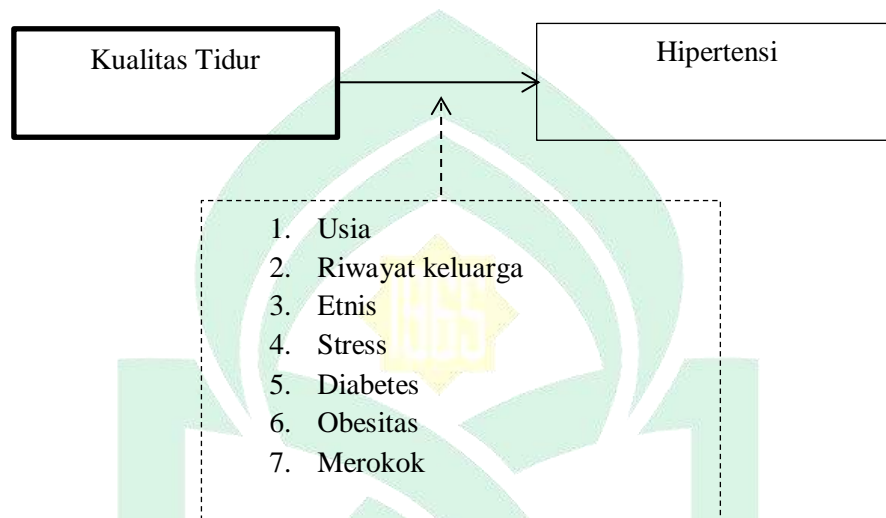 Kualitas Tidur
Hipertensi
1. Usia
2. Riwayat keluarga
3. Etnis
4. Stress
5. Diabetes
6. Obesitas
7. Merokok